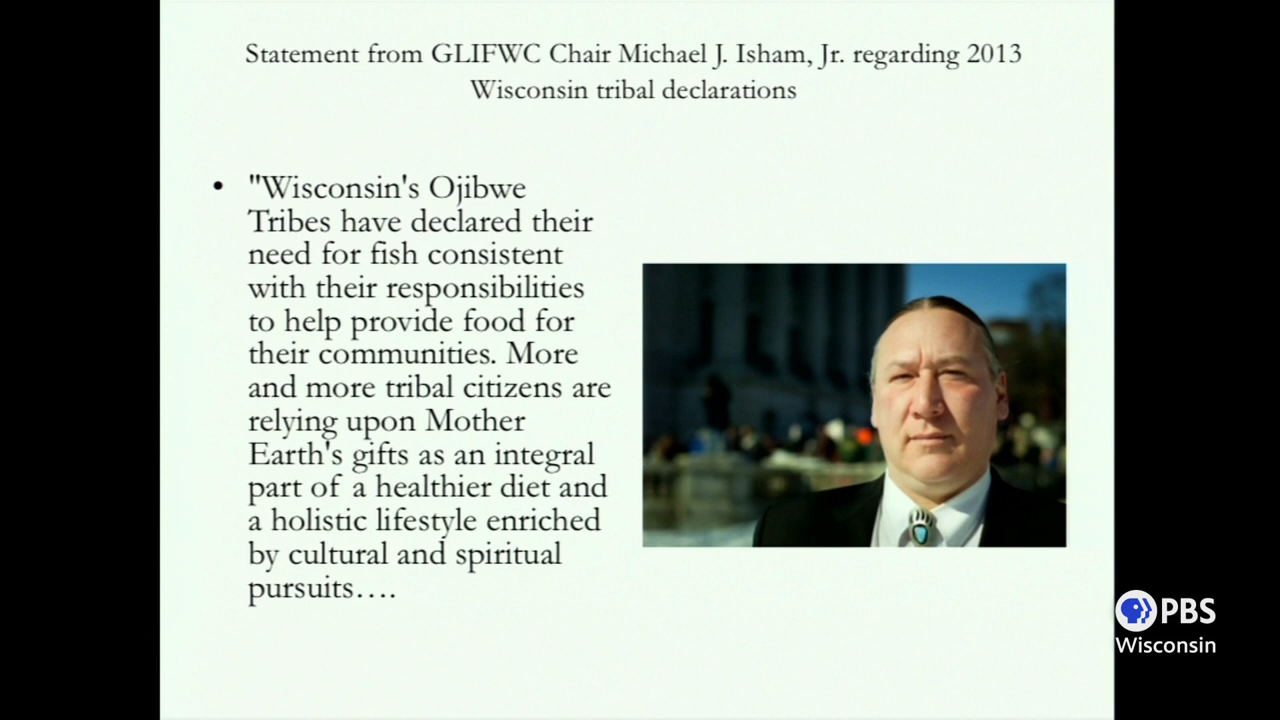 Statement from GLIFWC Chair Michael J. Isham, Jr. regarding 2013
Wisconsin tribal declarations
• "Wisconsin's Ojibwe
Tribes have declared their
need for fish consistent
with their responsibilities
to help provide food for
their communities. More
and more tribal citizens are
relying upon Mother
Earth's gifts as an integral
part of a healthier diet and
a holistic lifestyle enriched
by cultural and spiritual
pursuits….
PBS
Wisconsin